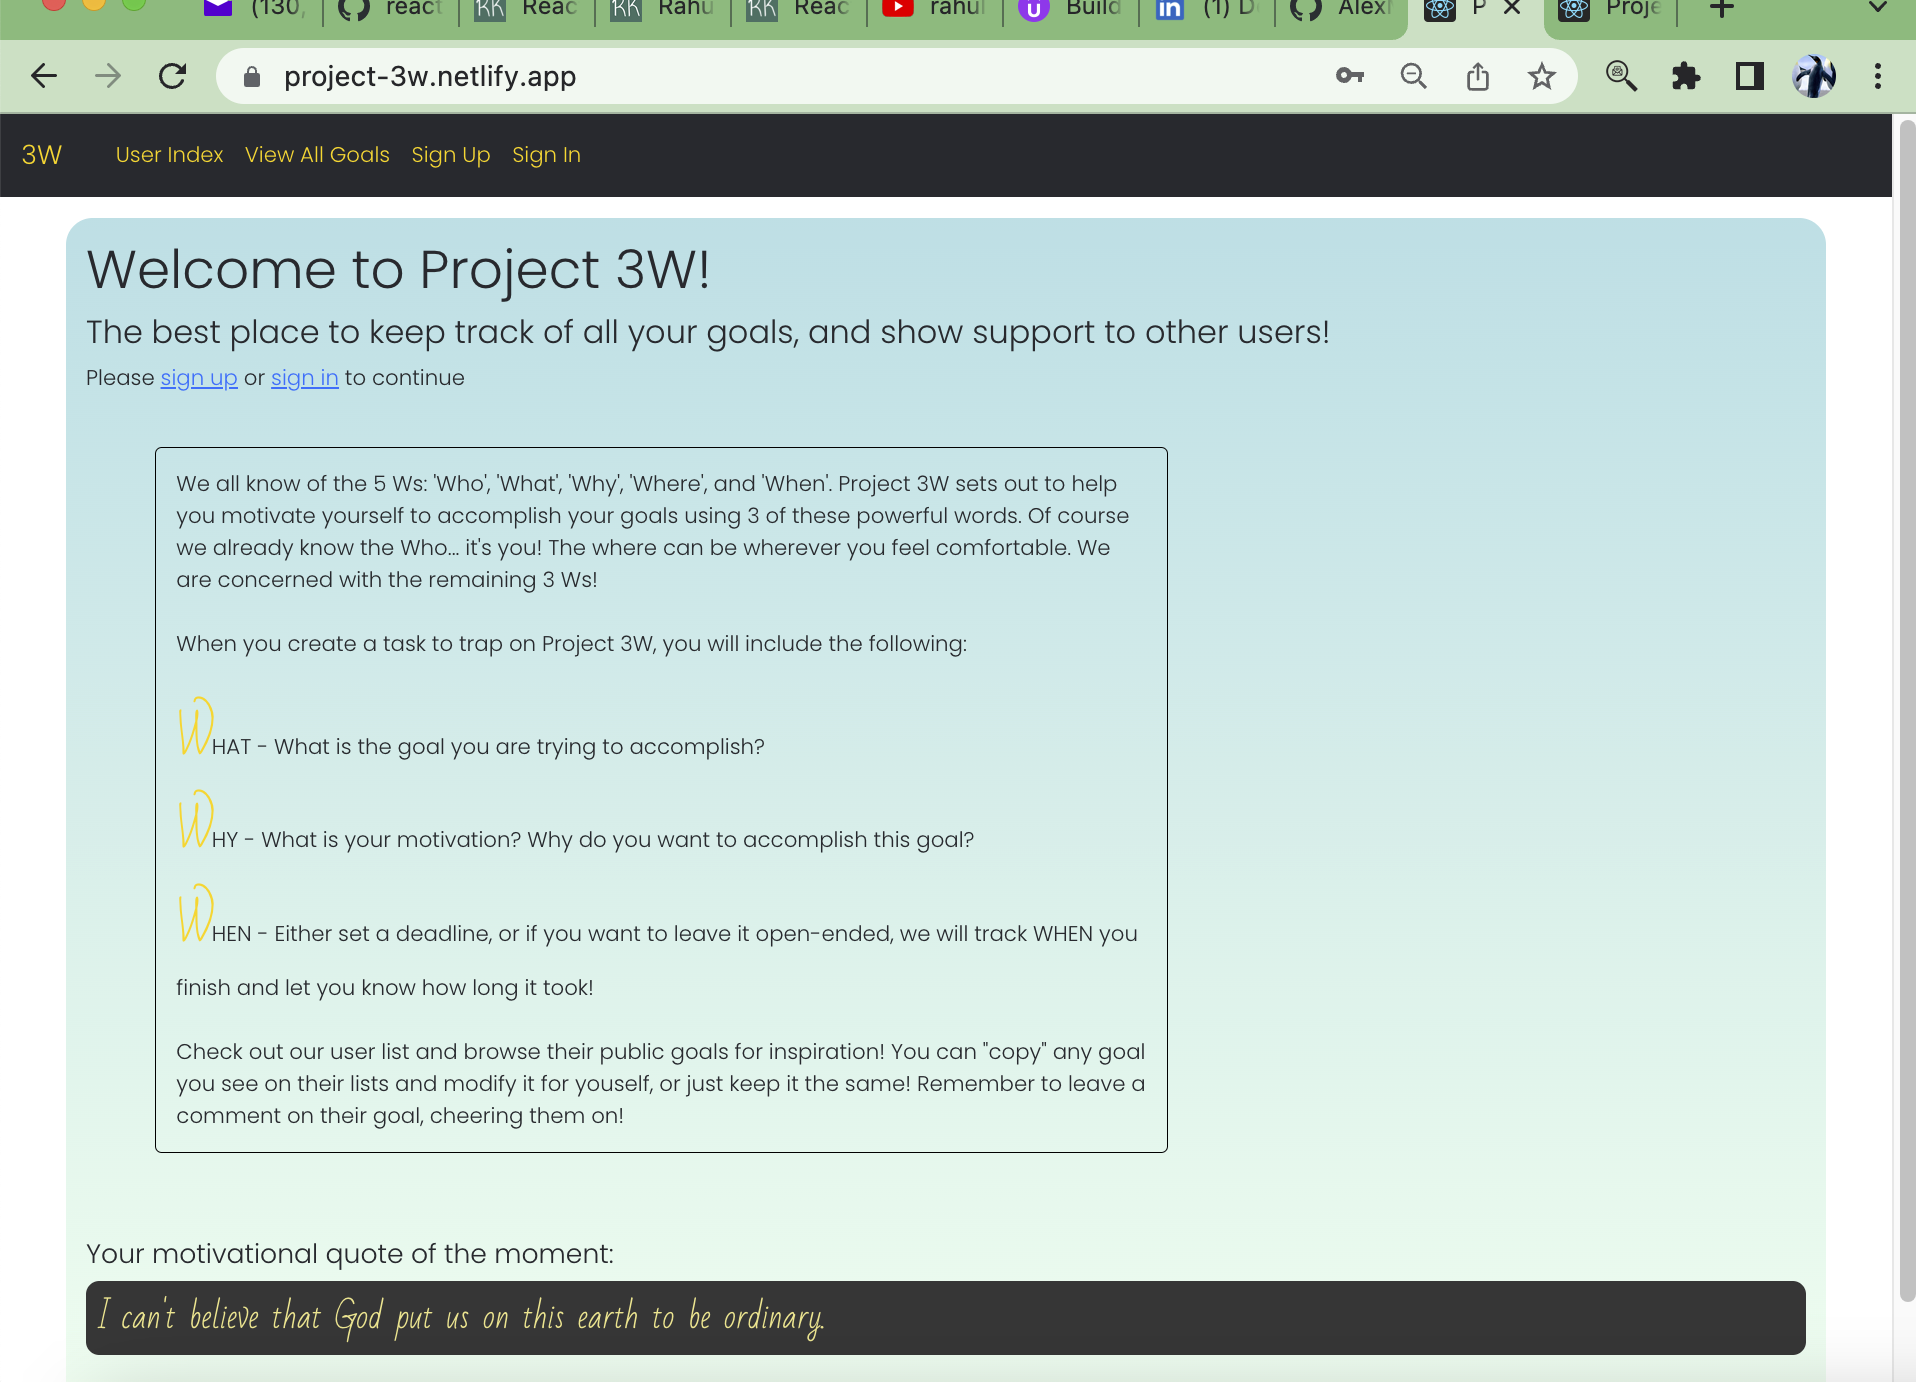 (130,
react
Reac
Rahu
Reac
rahul
Build
(1) D
Alex
P
Proje
project-3w.netlify.app
3W User Index View All Goals Sign Up Sign In
Welcome to Project 3W!
The best place to keep track of all your goals, and show support to other users!
Please sign up or sign in to continue
We all know of the 5 Ws: 'Who', 'What', 'Why', 'Where', and 'When'. Project 3W sets out to help
you motivate yourself to accomplish your goals using 3 of these powerful words. Of course
we already know the Who... it's you! The where can be wherever you feel comfortable. We
are concerned with the remaining 3 Ws!
When you create a task to trap on Project 3W, you will include the following:
WHAT - What is the goal you are trying to accomplish?
WHY - What is your motivation? Why do you want to accomplish this goal?
WHEN - Either set a deadline, or if you want to leave it open-ended, we will track WHEN you
finish and let you know how long it took!
Check out our user list and browse their public goals for inspiration! You can "copy" any goal
you see on their lists and modify it for youself, or just keep it the same! Remember to leave a
comment on their goal, cheering them on!
Your motivational quote of the moment:
I can't believe that God put us on this earth to be ordinary.